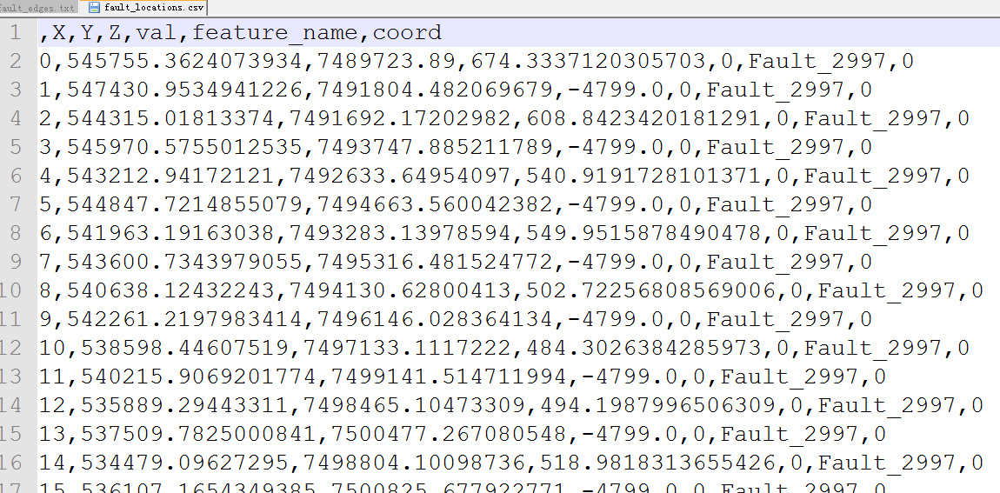 fault_edges.txt fault_locations.csv
1 ,X,Y,Z,val,feature_name,coord
2 0,545755.3624073934,7489723.89,674.3337120305703,0,Fault_2997,0
3 1,547430.9534941226,7491804.482069679,-4799.0,0,Fault_2997,0
4 2,544315.01813374,7491692.17202982,608.8423420181291,0,Fault_2997,0
5 3,545970.5755012535,7493747.885211789,-4799.0,0,Fault_2997,0
6 4,543212.94172121,7492633.64954097,540.9191728101371,0,Fault_2997,0
7 5,544847.7214855079,7494663.560042382,-4799.0,0,Fault_2997,0
8 6,541963.19163038,7493283.13978594,549.9515878490478,0,Fault_2997,0
9 7,543600.7343979055,7495316.481524772,-4799.0,0,Fault_2997,0
10 8,540638.12432243,7494130.62800413,502.72256808569006,0,Fault_2997,0
11 9,542261.2197983414,7496146.028364134,-4799.0,0,Fault_2997,0
12 10,538598.44607519,7497133.1117222,484.3026384285973,0,Fault_2997,0
13 11,540215.9069201774,7499141.514711994,-4799.0,0,Fault_2997,0
14 12,535889.29443311,7498465.10473309,494.1987996506309,0,Fault_2997,0
15 13,537509.7825000841,7500477.267080548,-4799.0,0,Fault_2997,0
16 14,534479.09627295,7498804.10098736,518.9818313655426,0,Fault_2997,0
17 15,536107.1654349385,7500825.677922771,-4799.0,0,Fault_2997,0